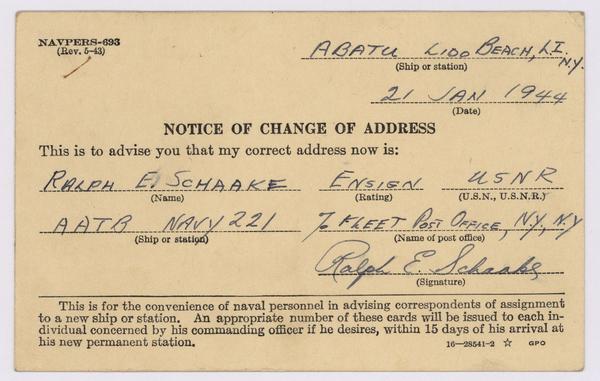 NAVPERS-693
(Rev. 5-43)
ABATU LIDO BEACH, L.I.
N.Y.
(Ship or station)
21 JAN 1944
(Date)
NOTICE OF CHANGE OF ADDRESS
This is to advise you that my correct address now is:
RALPH E. SCHAAKE ENSIGN USNR
(Name) (Rating) (U.S.N., U.S.N.R.)
AATB NAVY 221 % FLEET POST OFFICE, NY, NY
(Ship or station) (Name of post office)
Ralph E. Schaake
(Signature)
This is for the convenience of naval personnel in advising correspondents of assignment
to a new ship or station. An appropriate number of these cards will be issued to each in-
dividual concerned by his commanding officer if he desires, within 15 days of his arrival at
his new permanent station.
16—28541-2 ☆ GPO